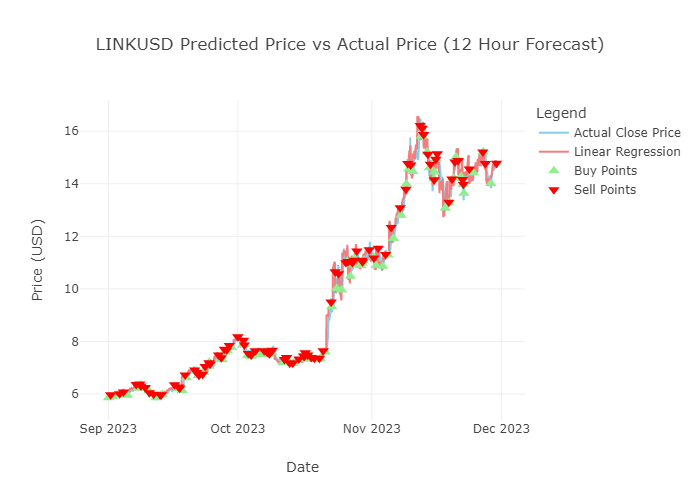 LINKUSD Predicted Price vs Actual Price (12 Hour Forecast)
Legend
Actual Close Price
Linear Regression
Buy Points
Sell Points
Price (USD)
16
14
12
10
8
6
Sep 2023
Oct 2023
Nov 2023
Dec 2023
Date